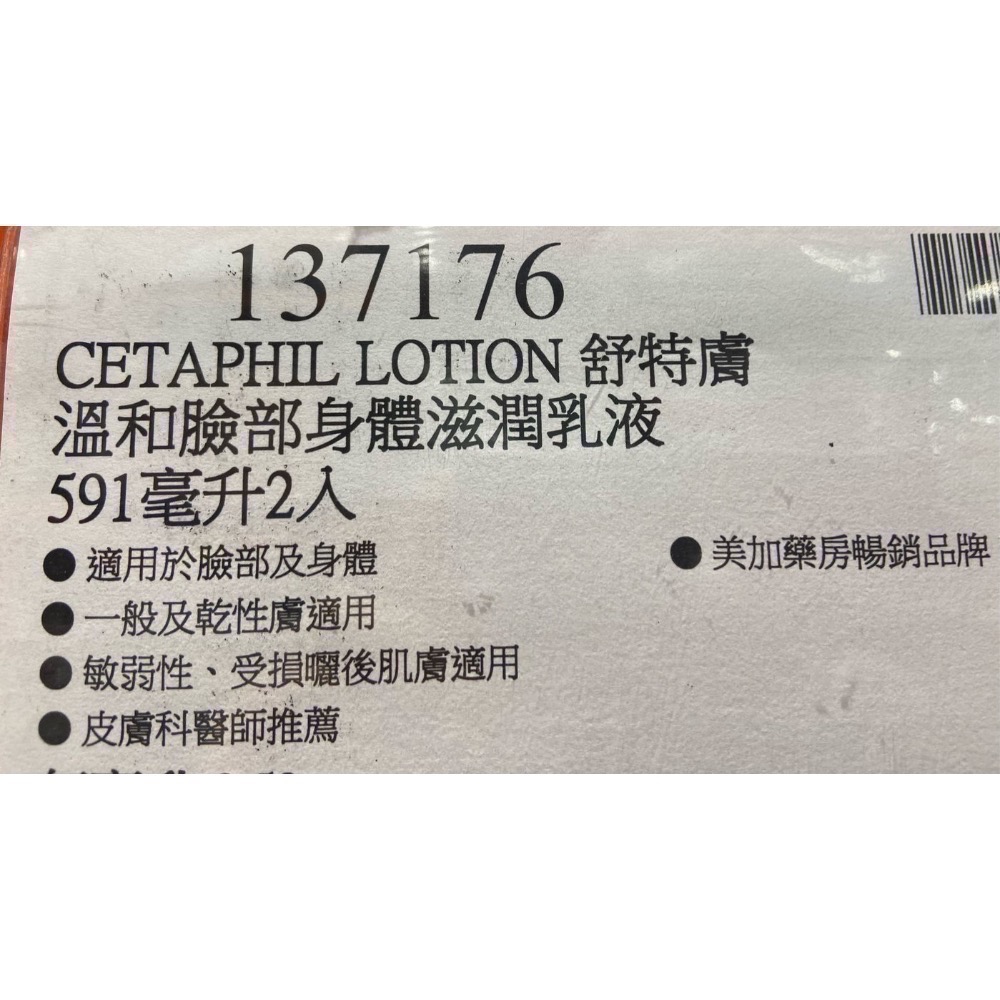 137176
CETAPHIL LOTION 舒特膚
溫和臉部身體滋潤乳液
591毫升2入
● 適用於臉部及身體
● 美加藥房暢銷品牌
● 一般及乾性膚適用
● 敏弱性、受損曬後肌膚適用
● 皮膚科醫師推薦